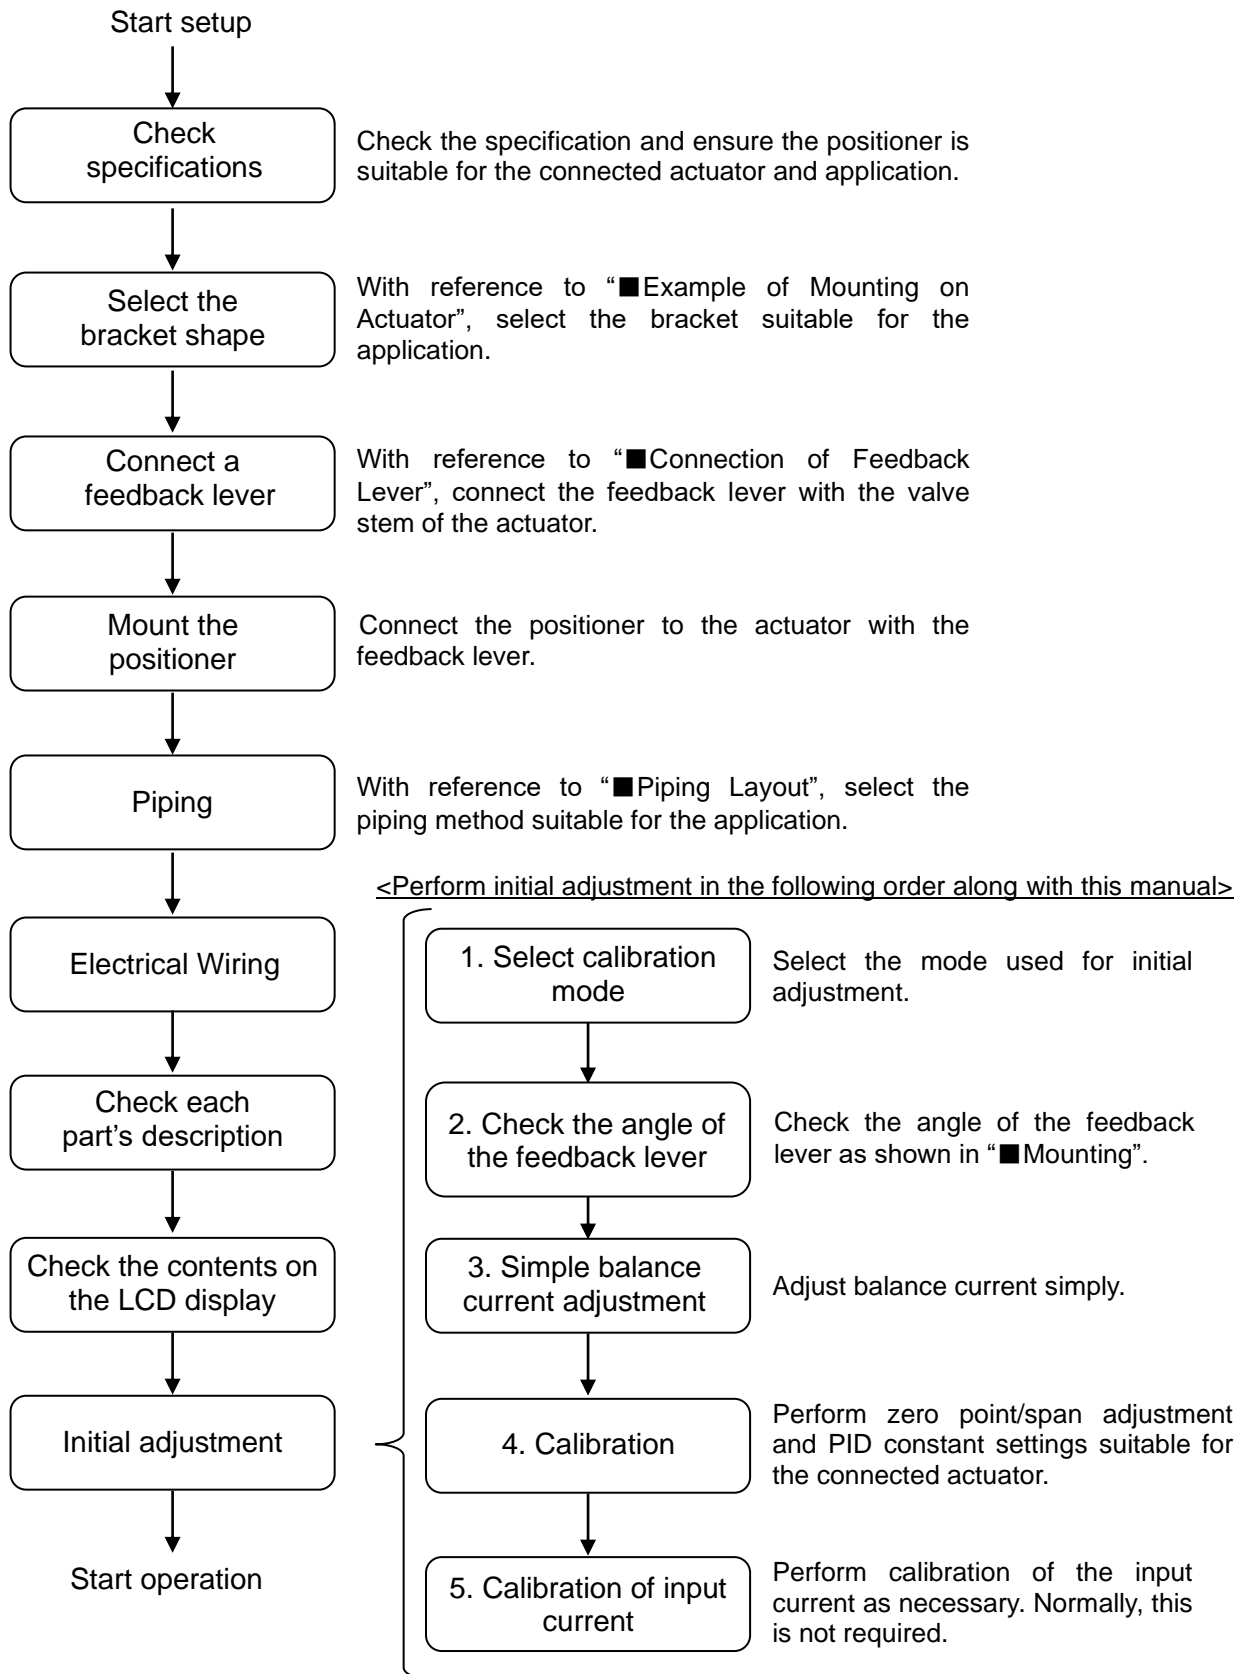 Start setup
Check
specifications
Check the specification and ensure the positioner is
suitable for the connected actuator and application.
Select the
bracket shape
With reference to “■Example of Mounting on
Actuator”, select the bracket suitable for the
application.
Connect a
feedback lever
With reference to “■Connection of Feedback
Lever”, connect the feedback lever with the valve
stem of the actuator.
Mount the
positioner
Connect the positioner to the actuator with the
feedback lever.
Piping
With reference to “■Piping Layout”, select the
piping method suitable for the application.
Electrical Wiring
Check each
part’s description
Check the contents on
the LCD display
Initial adjustment
Start operation
<Perform initial adjustment in the following order along with this manual>
1. Select calibration
mode
Select the mode used for initial
adjustment.
2. Check the angle of
the feedback lever
Check the angle of the feedback
lever as shown in “■Mounting”.
3. Simple balance
current adjustment
Adjust balance current simply.
4. Calibration
Perform zero point/span adjustment
and PID constant settings suitable for
the connected actuator.
5. Calibration of input
current
Perform calibration of the input
current as necessary. Normally, this
is not required.